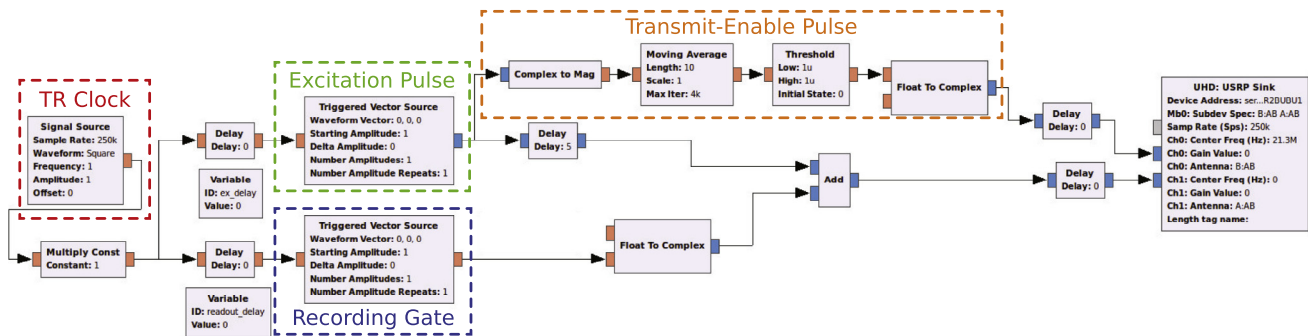 Transmit-Enable Pulse
Excitation Pulse
TR Clock
Complex to Mag
Moving Average
Length: 10
Scale: 1
Max Iter: 4k
Threshold
Low: 1u
High: 1u
Initial State: 0
Float To Complex
UHD: USRP Sink
Device Address: ser...R2BUBU1
Mb0: Subdev Spec: B:AB A:AB
Samp Rate (Sps): 250k
Ch0: Center Freq (Hz): 21.3M
Ch0: Gain Value: 0
Ch0: Antenna: B:AB
Ch1: Center Freq (Hz): 0
Ch1: Gain Value: 0
Ch1: Antenna: A:AB
Length tag name:
Signal Source
Sample Rate: 250k
Waveform: Square
Frequency: 1
Amplitude: 1
Offset: 0
Delay
Delay: 0
Triggered Vector Source
Waveform Vector: 0, 0, 0
Starting Amplitude: 1
Delta Amplitude: 0
Number Amplitudes: 1
Number Amplitude Repeats: 1
Delay
Delay: 5
Delay
Delay: 0
Variable
ID: ex_delay
Value: 0
Add
Delay
Delay: 0
Multiply Const
Constant: 1
Delay
Delay: 0
Triggered Vector Source
Waveform Vector: 0, 0, 0
Starting Amplitude: 1
Delta Amplitude: 0
Number Amplitudes: 1
Number Amplitude Repeats: 1
Float To Complex
Variable
ID: readout_delay
Value: 0
Recording Gate